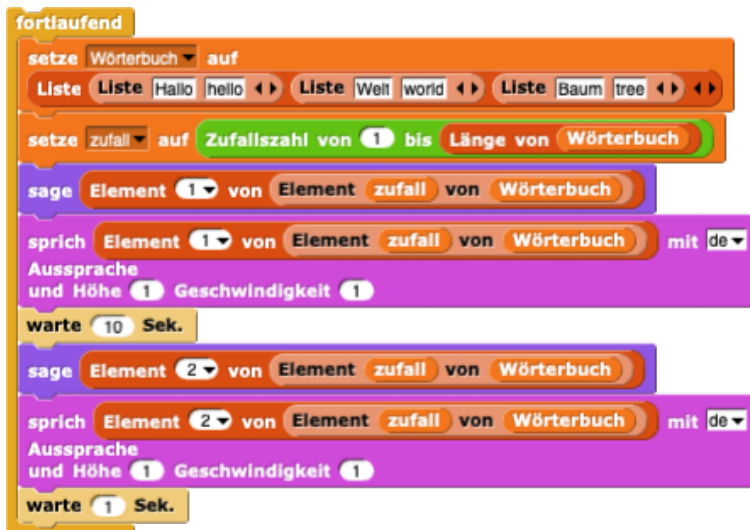 fortlaufend
setze Wörterbuch auf
Liste Liste Hallo hello Liste Welt world Liste Baum tree
setze zufall auf Zufallszahl von 1 bis Länge von Wörterbuch
sage Element 1 von Element zufall von Wörterbuch
sprich Element 1 von Element zufall von Wörterbuch mit de
Aussprache
und Höhe 1 Geschwindigkeit 1
warte 10 Sek.
sage Element 2 von Element zufall von Wörterbuch
sprich Element 2 von Element zufall von Wörterbuch mit de
Aussprache
und Höhe 1 Geschwindigkeit 1
warte 1 Sek.